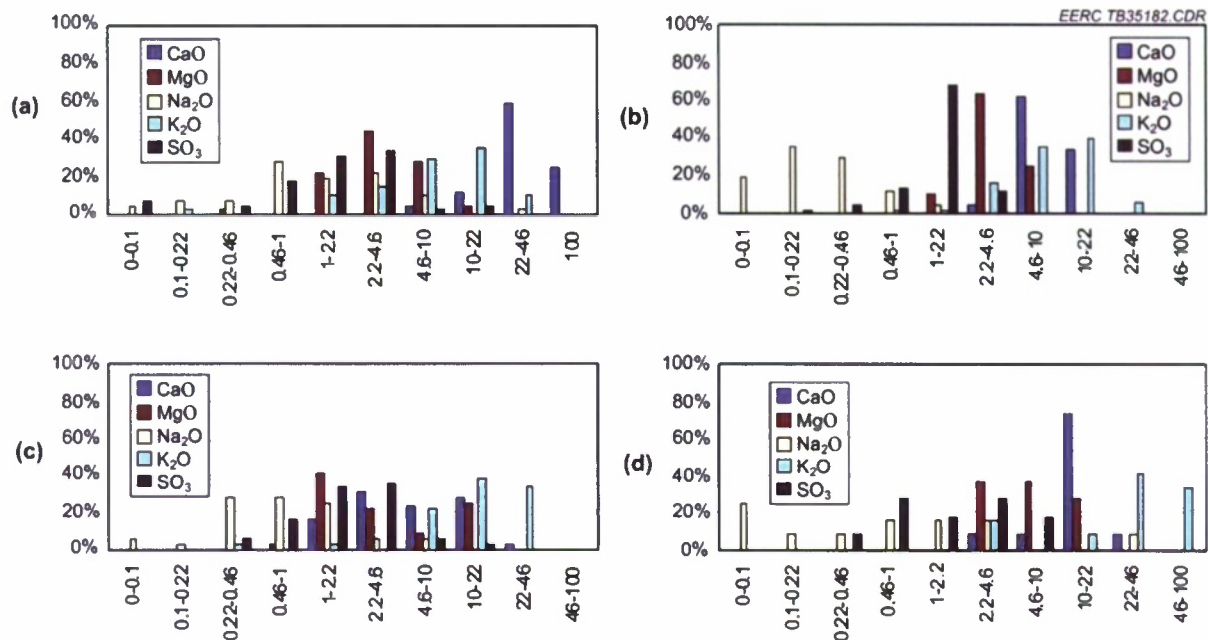 EERC TB35182.CDR
(a)
100%
80%
60%
40%
20%
0%
CaO
MgO
Na₂O
K₂O
SO₃
0-0.1
0.1-0.22
0.22-0.46
0.46-1
1-2.2
2.2-4.6
4.6-10
10-22
22-46
100
(b)
100%
80%
60%
40%
20%
0%
CaO
MgO
Na₂O
K₂O
SO₃
0-0.1
0.1-0.22
0.22-0.46
0.46-1
1-2.2
2.2-4.6
4.6-10
10-22
22-46
46-100
(c)
100%
80%
60%
40%
20%
0%
CaO
MgO
Na₂O
K₂O
SO₃
0-0.1
0.1-0.22
0.22-0.46
0.46-1
1-2.2
2.2-4.6
4.6-10
10-22
22-46
46-100
(d)
100%
80%
60%
40%
20%
0%
CaO
MgO
Na₂O
K₂O
SO₃
0-0.1
0.1-0.22
0.22-0.46
0.46-1
1-2.2
2.2-4.6
4.6-10
10-22
22-46
46-100